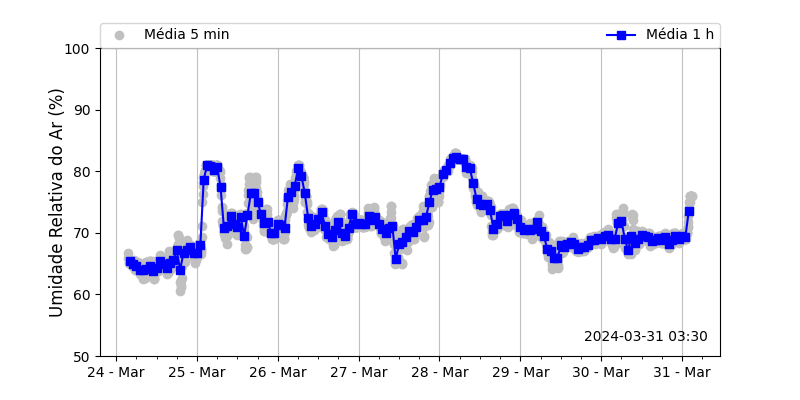 Média 5 min
Média 1 h
Umidade Relativa do Ar (%)
100
90
80
70
60
50
2024-03-31 03:30
24 - Mar
25 - Mar
26 - Mar
27 - Mar
28 - Mar
29 - Mar
30 - Mar
31 - Mar